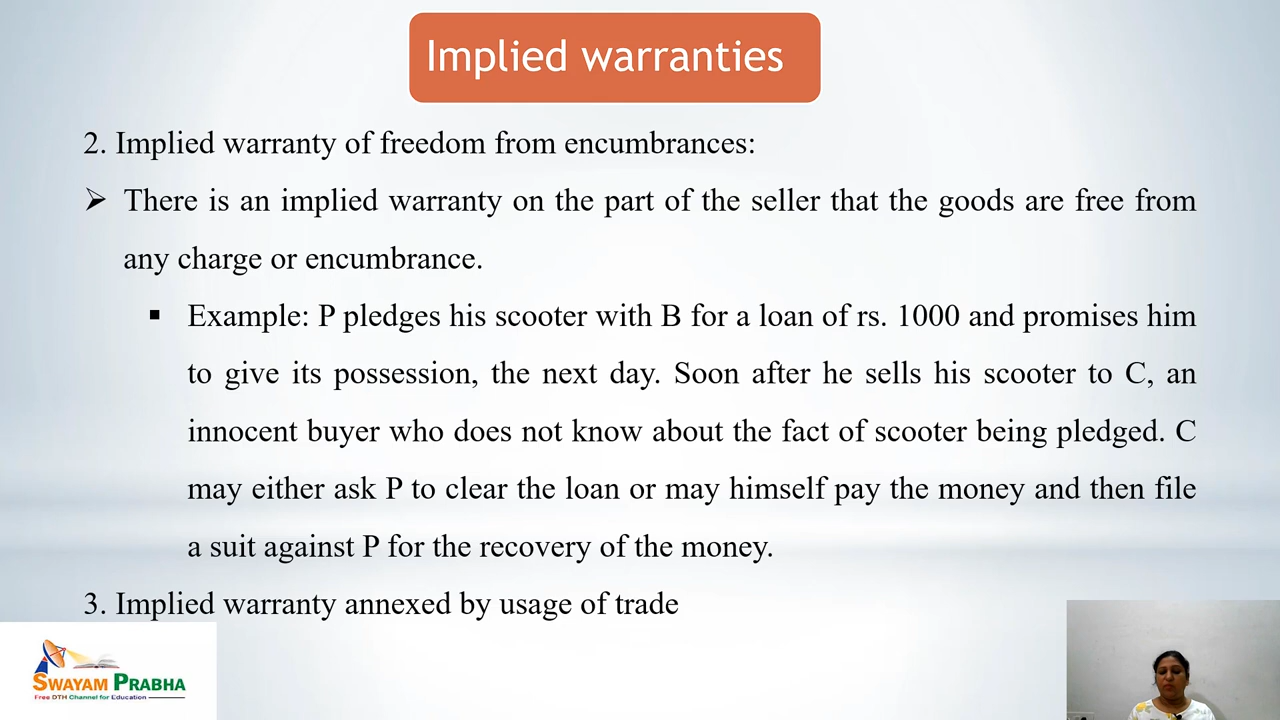 Implied warranties
2. Implied warranty of freedom from encumbrances:
➢ There is an implied warranty on the part of the seller that the goods are free from
any charge or encumbrance.
▪ Example: P pledges his scooter with B for a loan of rs. 1000 and promises him
to give its possession, the next day. Soon after he sells his scooter to C, an
innocent buyer who does not know about the fact of scooter being pledged. C
may either ask P to clear the loan or may himself pay the money and then file
a suit against P for the recovery of the money.
3. Implied warranty annexed by usage of trade
SWAYAM PRABHA
Free DTH Channel for Education